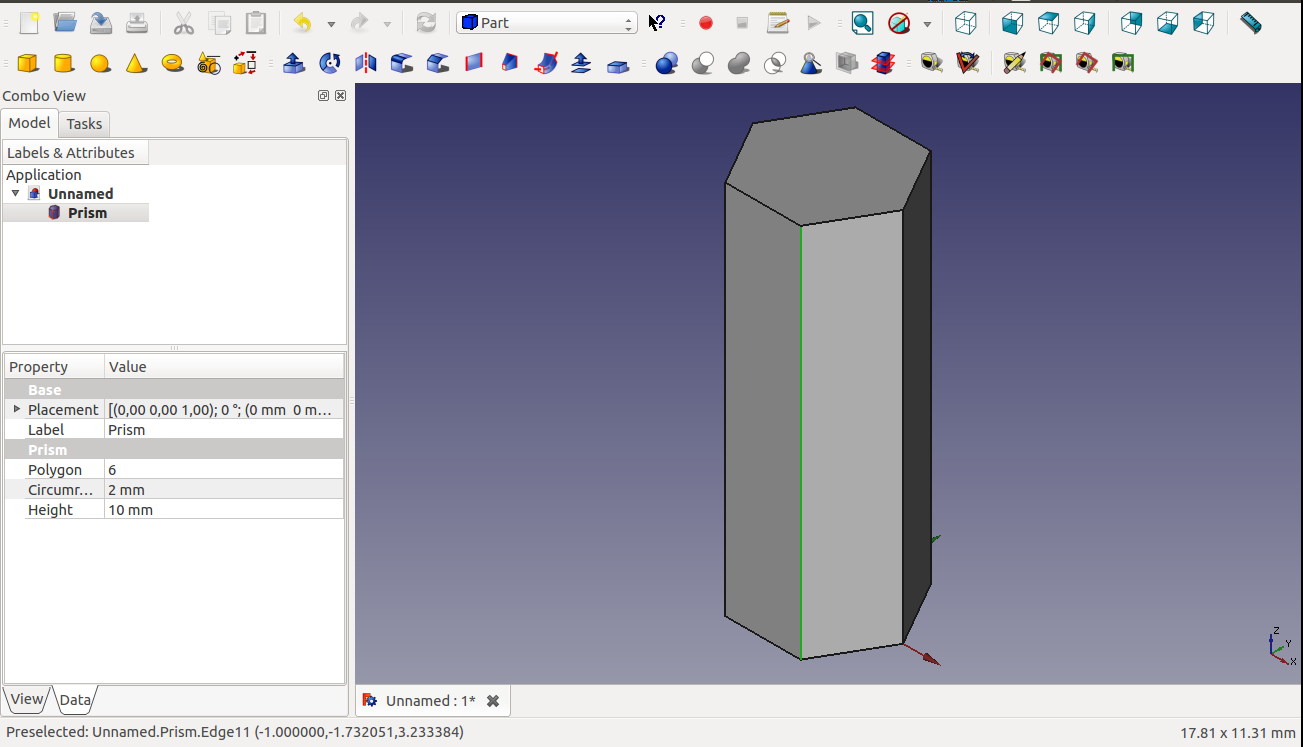 Part
Combo View
Model Tasks
Labels & Attributes
Application
Unnamed
Prism
Property Value
Base
Placement [(0,00 0,00 1,00); 0 °; (0 mm 0 m...
Label Prism
Prism
Polygon 6
Circumr... 2 mm
Height 10 mm
Z
Y
X
View Data
Unnamed : 1*
Preselected: Unnamed.Prism.Edge11 (-1.000000,-1.732051,3.233384)
17.81 x 11.31 mm